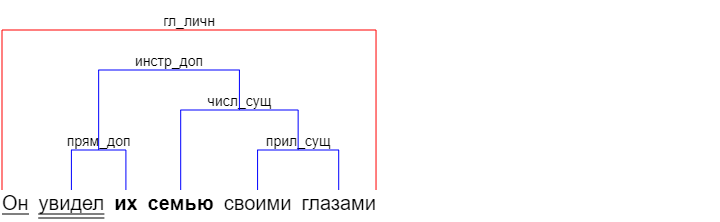 гл_личн
инстр_доп
числ_сущ
прям_доп прил_сущ
Он увидел их семью своими глазами